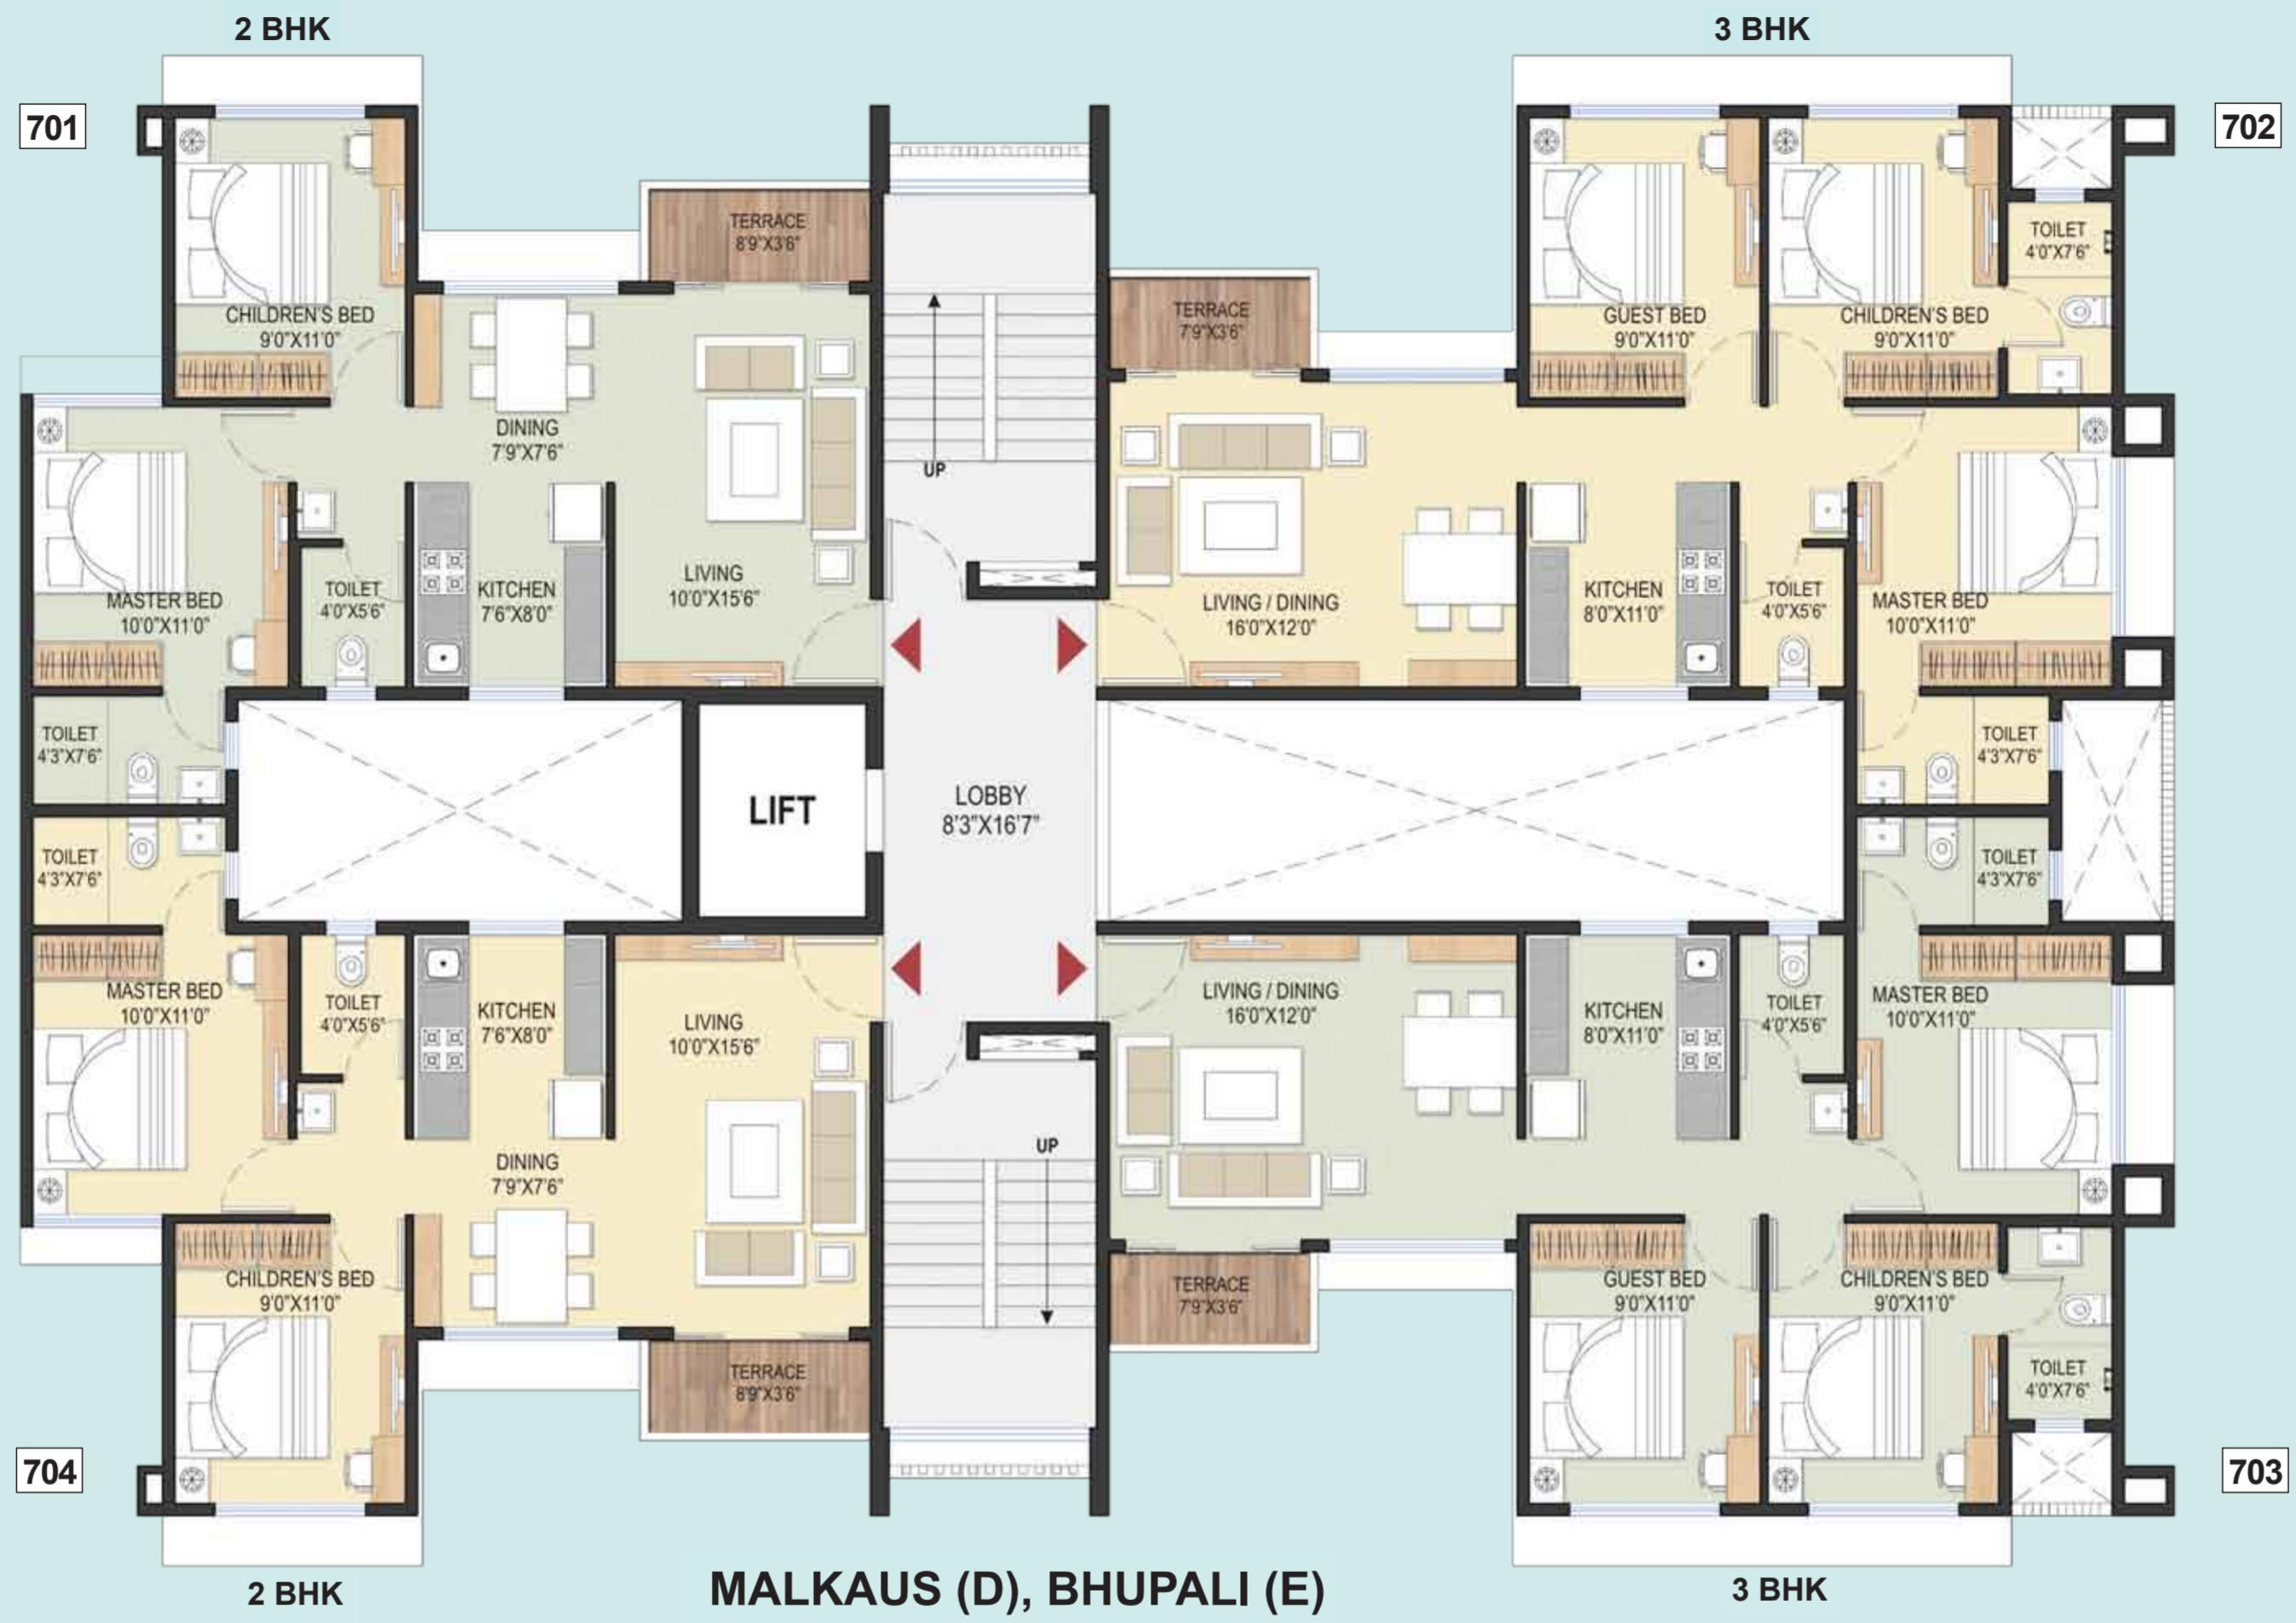 2 BHK
3 BHK
701
702
TERRACE
8'9"X3'6"
TOILET
4'0"X7'6"
CHILDREN'S BED
9'0"X11'0"
TERRACE
7'9"X3'6"
GUEST BED
9'0"X11'0"
CHILDREN'S BED
9'0"X11'0"
DINING
7'9"X7'6"
UP
MASTER BED
10'0"X11'0"
TOILET
4'0"X5'6"
KITCHEN
7'6"X8'0"
LIVING
10'0"X15'6"
LIVING / DINING
16'0"X12'0"
KITCHEN
8'0"X11'0"
TOILET
4'0"X5'6"
MASTER BED
10'0"X11'0"
TOILET
4'3"X7'6"
TOILET
4'3"X7'6"
LIFT
LOBBY
8'3"X16'7"
TOILET
4'3"X7'6"
TOILET
4'3"X7'6"
MASTER BED
10'0"X11'0"
TOILET
4'0"X5'6"
KITCHEN
7'6"X8'0"
LIVING
10'0"X15'6"
LIVING / DINING
16'0"X12'0"
KITCHEN
8'0"X11'0"
TOILET
4'0"X5'6"
MASTER BED
10'0"X11'0"
UP
DINING
7'9"X7'6"
CHILDREN'S BED
9'0"X11'0"
TERRACE
7'9"X3'6"
GUEST BED
9'0"X11'0"
CHILDREN'S BED
9'0"X11'0"
TERRACE
8'9"X3'6"
TOILET
4'0"X7'6"
704
703
2 BHK
MALKAUS (D), BHUPALI (E)
3 BHK